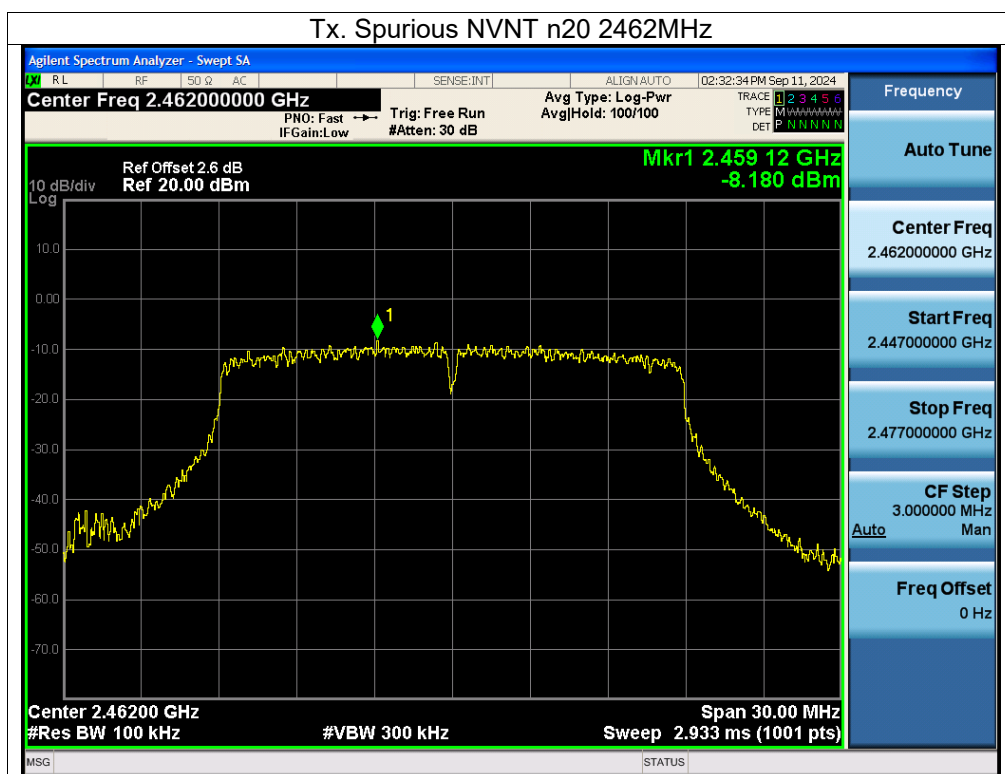 Tx. Spurious NVNT n20 2462MHz
Agilent Spectrum Analyzer - Swept SA
LXI RL RF 50 Ω AC SENSE:INT ALIGN AUTO 02:32:34 PM Sep 11, 2024
Center Freq 2.462000000 GHz
PNO: Fast
IFGain:Low
Trig: Free Run
#Atten: 30 dB
Avg Type: Log-Pwr
Avg|Hold: 100/100
TRACE 1 2 3 4 5 6
TYPE M
DET P N N N N N
Ref Offset 2.6 dB
10 dB/div Ref 20.00 dBm
Log
Mkr1 2.459 12 GHz
-8.180 dBm
10.0
0.00
-10.0
-20.0
-30.0
-40.0
-50.0
-60.0
-70.0
1
Center 2.46200 GHz Span 30.00 MHz
#Res BW 100 kHz #VBW 300 kHz Sweep 2.933 ms (1001 pts)
MSG STATUS
Frequency
Auto Tune
Center Freq
2.462000000 GHz
Start Freq
2.447000000 GHz
Stop Freq
2.477000000 GHz
CF Step
3.000000 MHz
Auto Man
Freq Offset
0 Hz